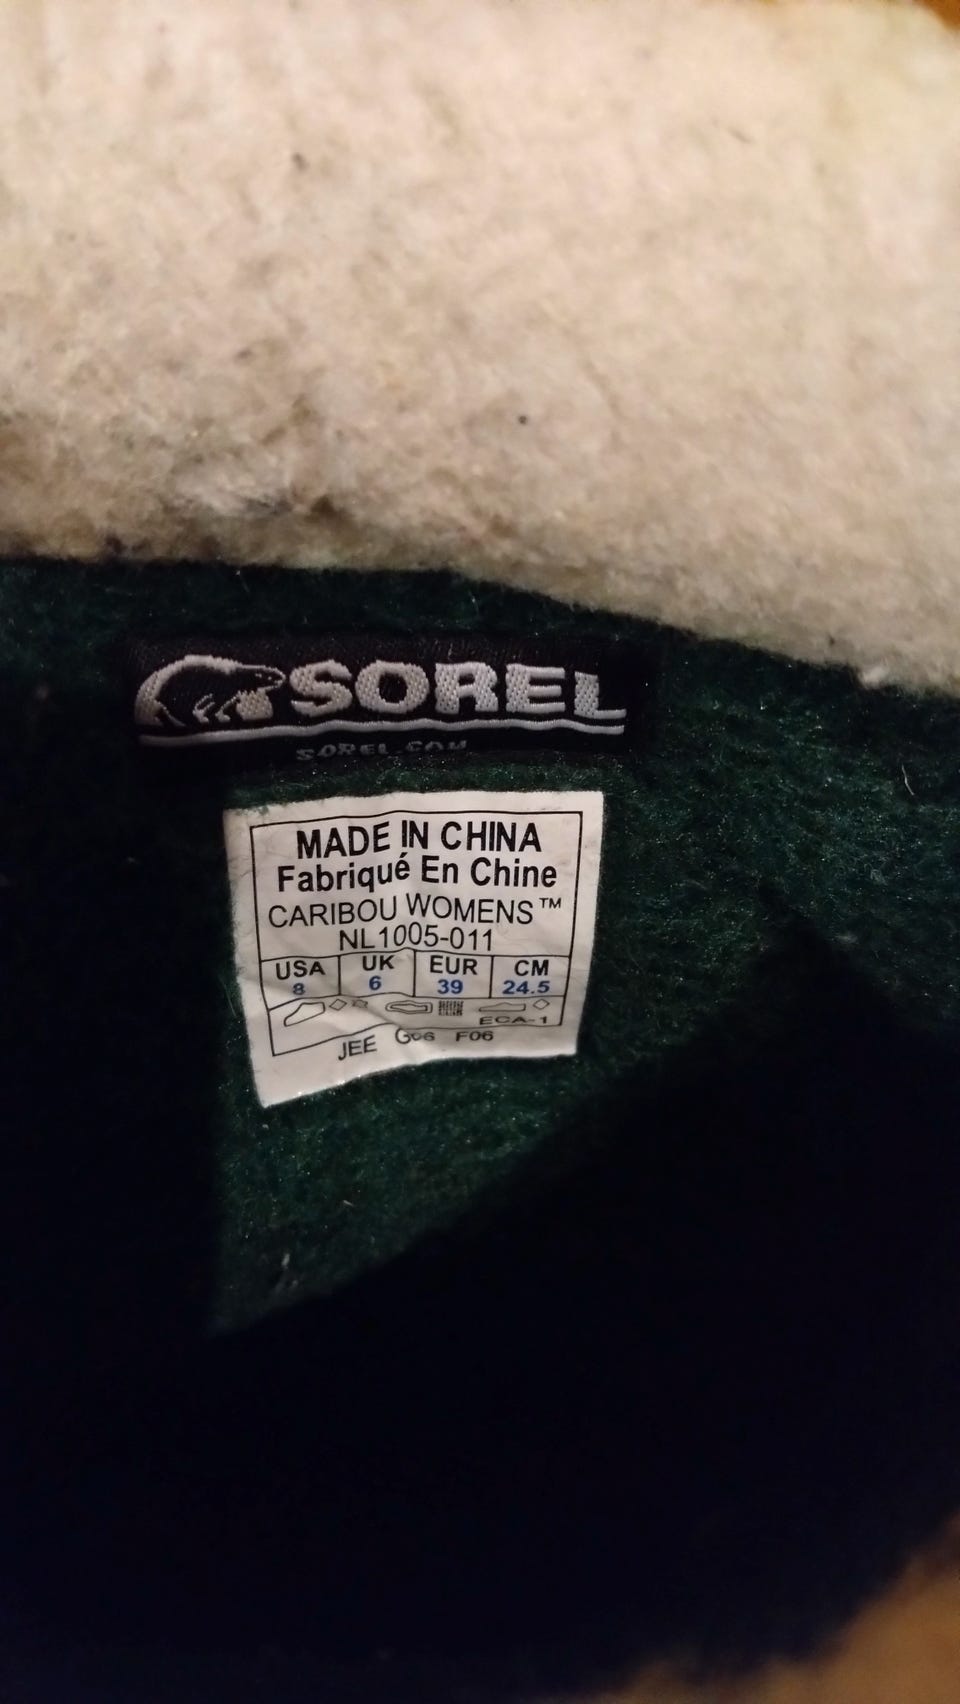 SOREL
SOREL.COM
MADE IN CHINA
Fabriqué En Chine
CARIBOU WOMENS™
NL1005-011
USA UK EUR CM
8 6 39 24.5
ECA-1
JEE G06 F06